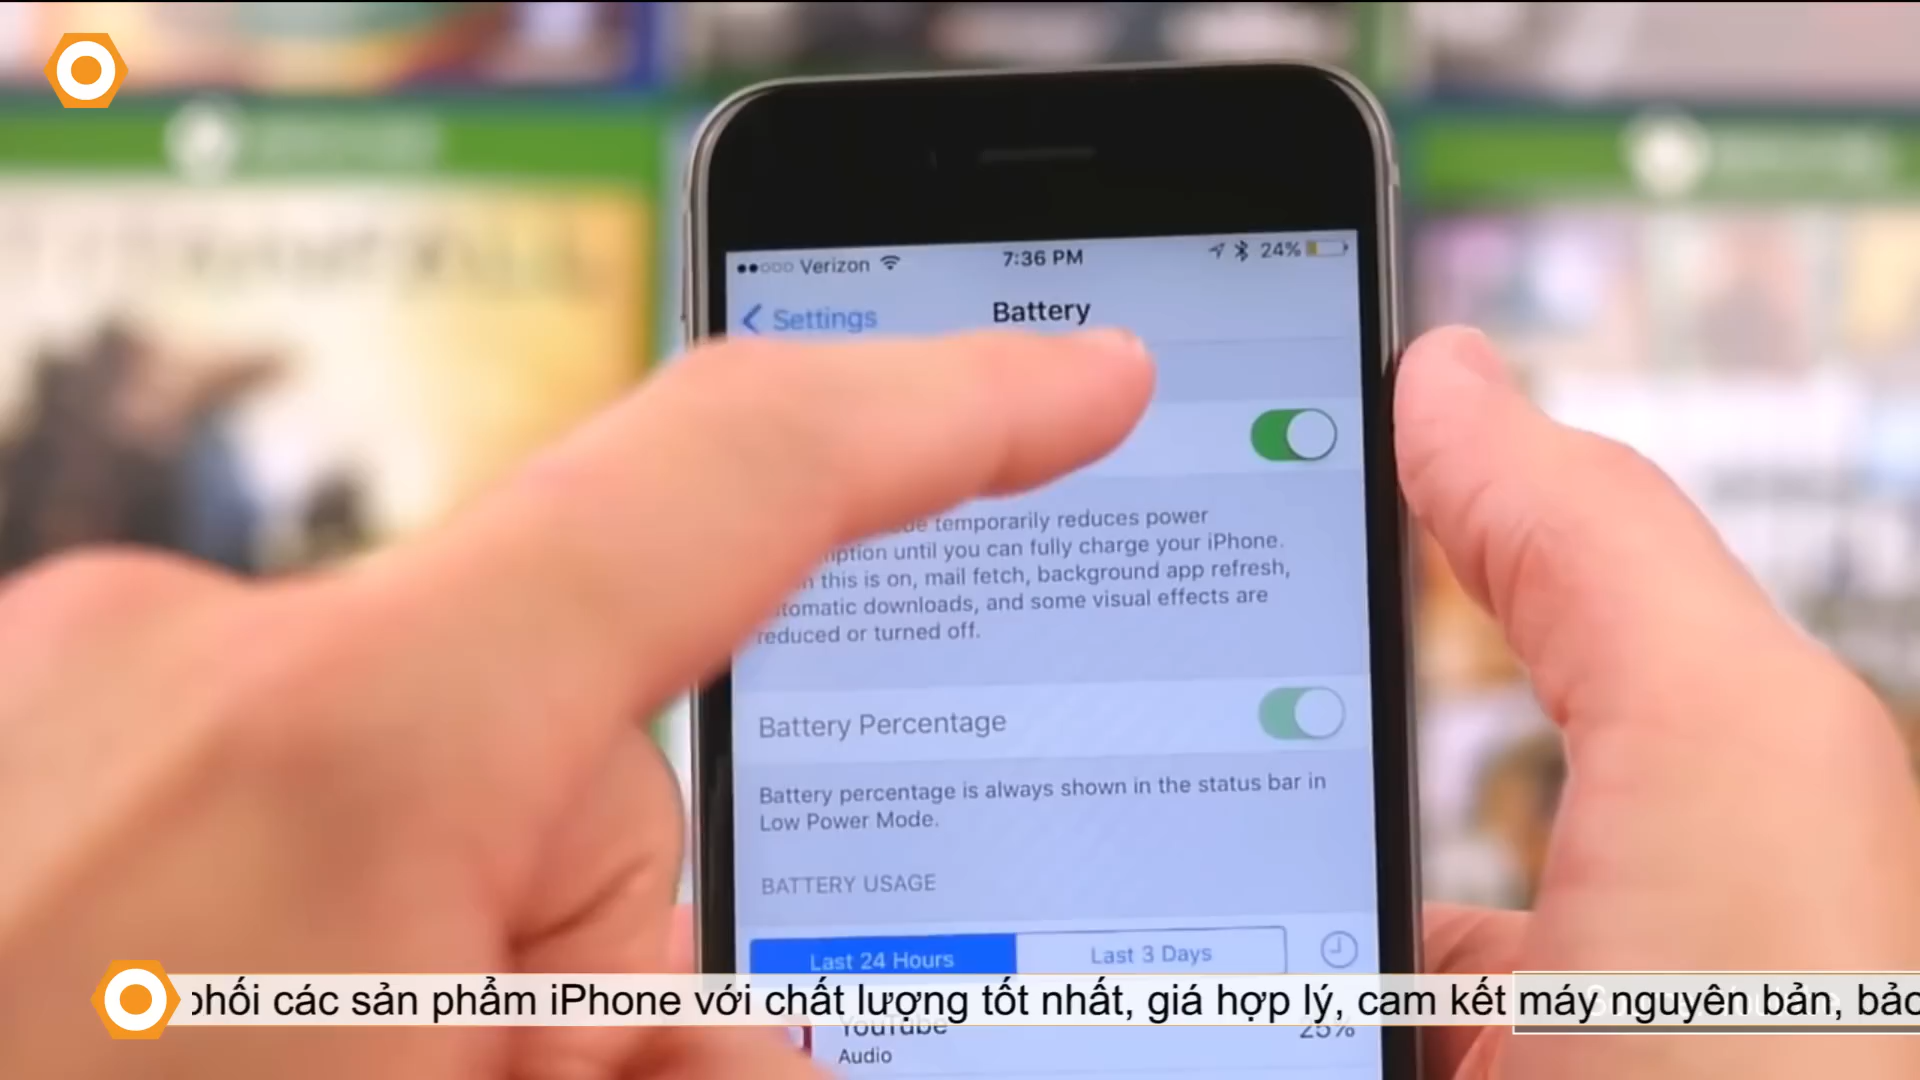 Verizon
7:36 PM
24%
Settings
Battery
temporarily reduces power
until you can fully charge your iPhone.
this is on, mail fetch, background app refresh,
downloads, and some visual effects are
reduced or turned off.
Battery Percentage
Battery percentage is always shown in the status bar in
Low Power Mode.
BATTERY USAGE
Last 24 Hours
Last 3 Days
phối các sản phẩm iPhone với chất lượng tốt nhất, giá hợp lý, cam kết máy nguyên bản, bảo
YouTube
25%
Audio